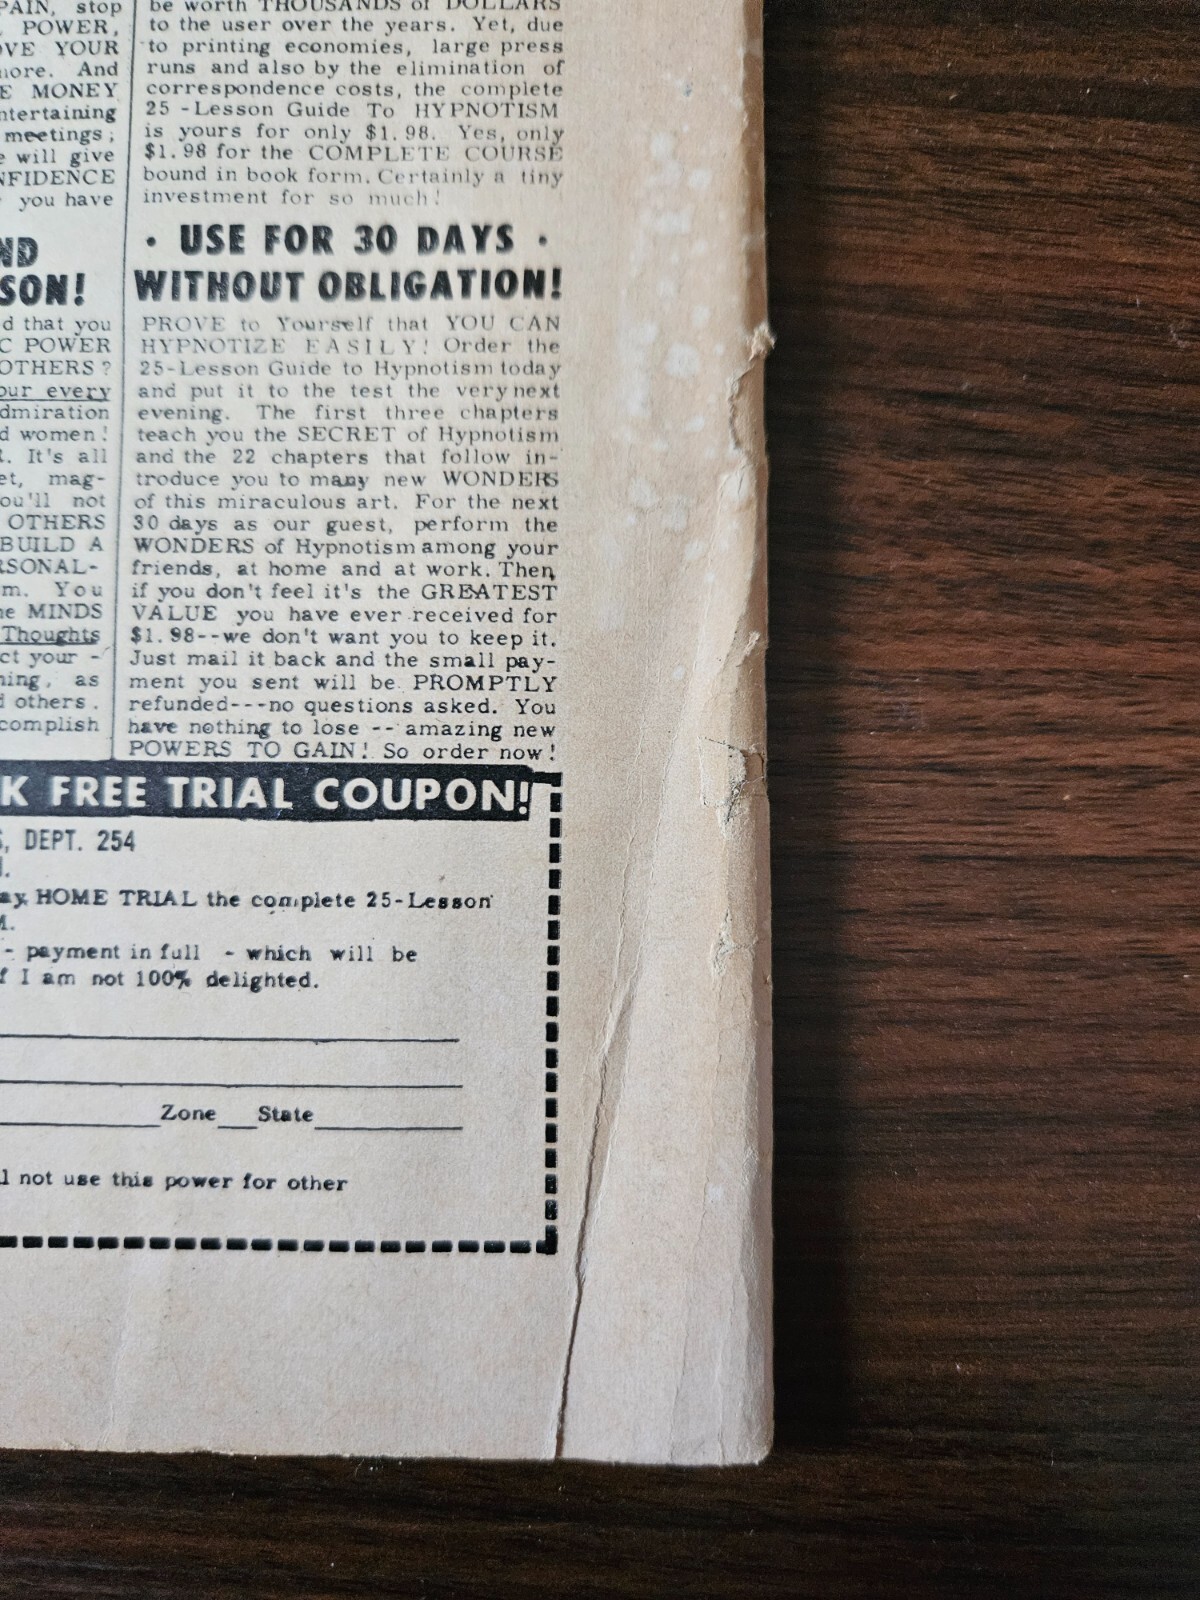 PAIN, stop
POWER,
OVE YOUR
more. And
E MONEY
ntertaining
meetings;
e will give
NFIDENCE
you have
ND
SON!
d that you
C POWER
OTHERS?
our every
dmiration
d women!
R. It's all
et, mag-
ou'll not
OTHERS
BUILD A
RSONAL-
m. You
he MINDS
Thoughts
ct your -
ning, as
d others.
complish
be worth THOUSANDS of DOLLARS
to the user over the years. Yet, due
to printing economies, large press
runs and also by the elimination of
correspondence costs, the complete
25 -Lesson Guide To HYPNOTISM
is yours for only $1.98. Yes, only
$1.98 for the COMPLETE COURSE
bound in book form. Certainly a tiny
investment for so much!
· USE FOR 30 DAYS ·
WITHOUT OBLIGATION!
PROVE to Yourself that YOU CAN
HYPNOTIZE EASILY! Order the
25-Lesson Guide to Hypnotism today
and put it to the test the very next
evening. The first three chapters
teach you the SECRET of Hypnotism
and the 22 chapters that follow in-
troduce you to many new WONDERS
of this miraculous art. For the next
30 days as our guest, perform the
WONDERS of Hypnotism among your
friends, at home and at work. Then,
if you don't feel it's the GREATEST
VALUE you have ever received for
$1.98--we don't want you to keep it.
Just mail it back and the small pay-
ment you sent will be PROMPTLY
refunded---no questions asked. You
have nothing to lose -- amazing new
POWERS TO GAIN! So order now!
K FREE TRIAL COUPON!
S, DEPT. 254
ay HOME TRIAL the complete 25-Lesson
M.
- payment in full - which will be
f I am not 100% delighted.
Zone State
l not use this power for other